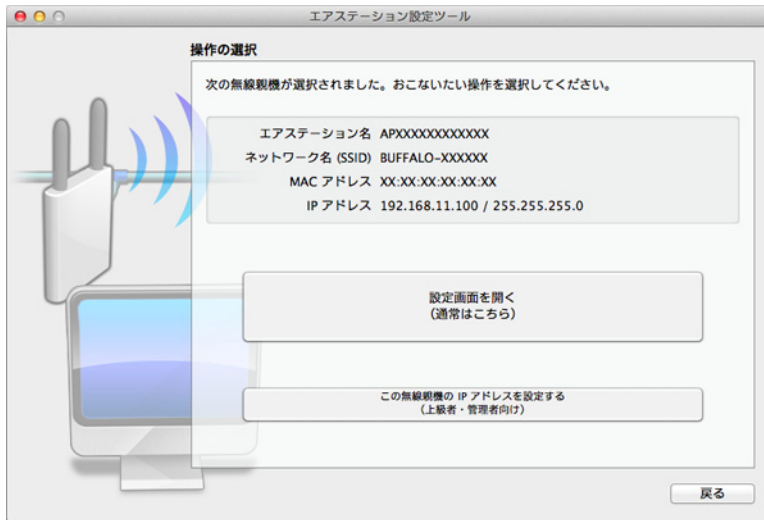 エアステーション設定ツール
操作の選択
次の無線親機が選択されました。おこないたい操作を選択してください。
エアステーション名 APXXXXXXXXXXXX
ネットワーク名 (SSID) BUFFALO-XXXXXX
MAC アドレス XX:XX:XX:XX:XX:XX
IP アドレス 192.168.11.100 / 255.255.255.0
設定画面を開く
(通常はこちら)
この無線親機の IP アドレスを設定する
(上級者・管理者向け)
戻る